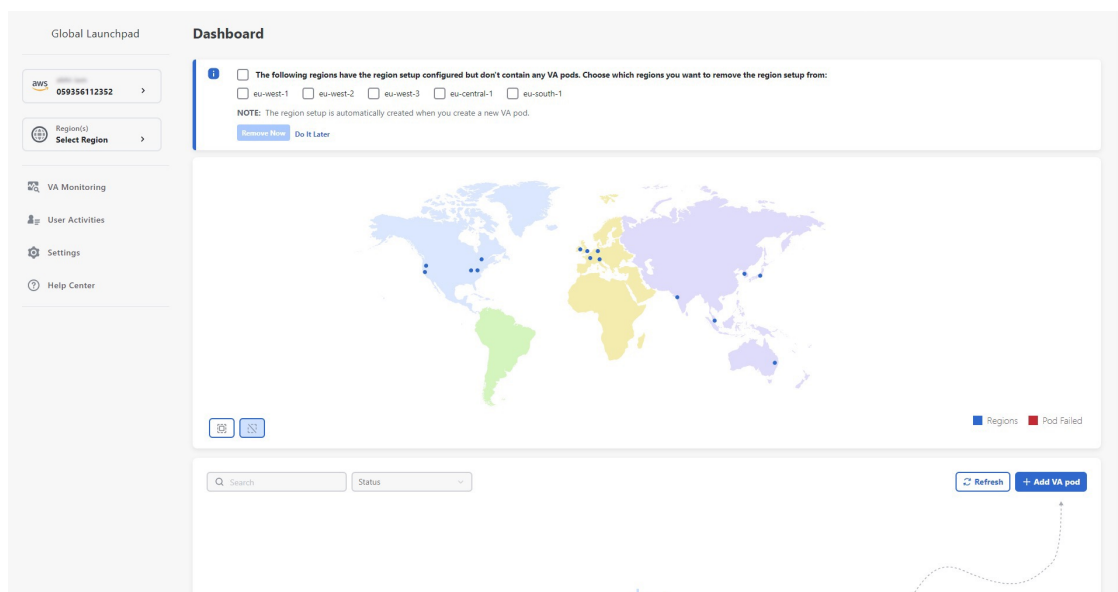 Global Launchpad
aws
059356112352
Region(s)
Select Region
VA Monitoring
User Activities
Settings
Help Center
Dashboard
The following regions have the region setup configured but don't contain any VA pods. Choose which regions you want to remove the region setup from:
eu-west-1 eu-west-2 eu-west-3 eu-central-1 eu-south-1
NOTE: The region setup is automatically created when you create a new VA pod.
Remove Now Do It Later
Regions Pod Failed
Search Status Refresh + Add VA pod